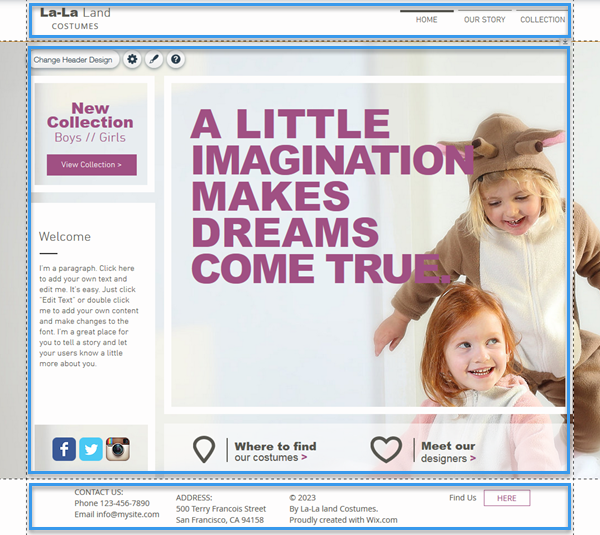 La-La Land
COSTUMES
HOME
OUR STORY
COLLECTION
Change Header Design
?
New
Collection
Boys // Girls
View Collection >
A LITTLE
IMAGINATION
MAKES
DREAMS
COME TRUE.
Welcome
I'm a paragraph. Click here
to add your own text and
edit me. It's easy. Just click
"Edit Text" or double click
me to add your own content
and make changes to the
font. I'm a great place for
you to tell a story and let
your users know a little
more about you.
f
Where to find
our costumes >
Meet our
designers >
CONTACT US:
Phone 123-456-7890
Email info@mysite.com
ADDRESS:
500 Terry Francois Street
San Francisco, CA 94158
© 2023
By La-La land Costumes.
Proudly created with Wix.com
Find Us
HERE